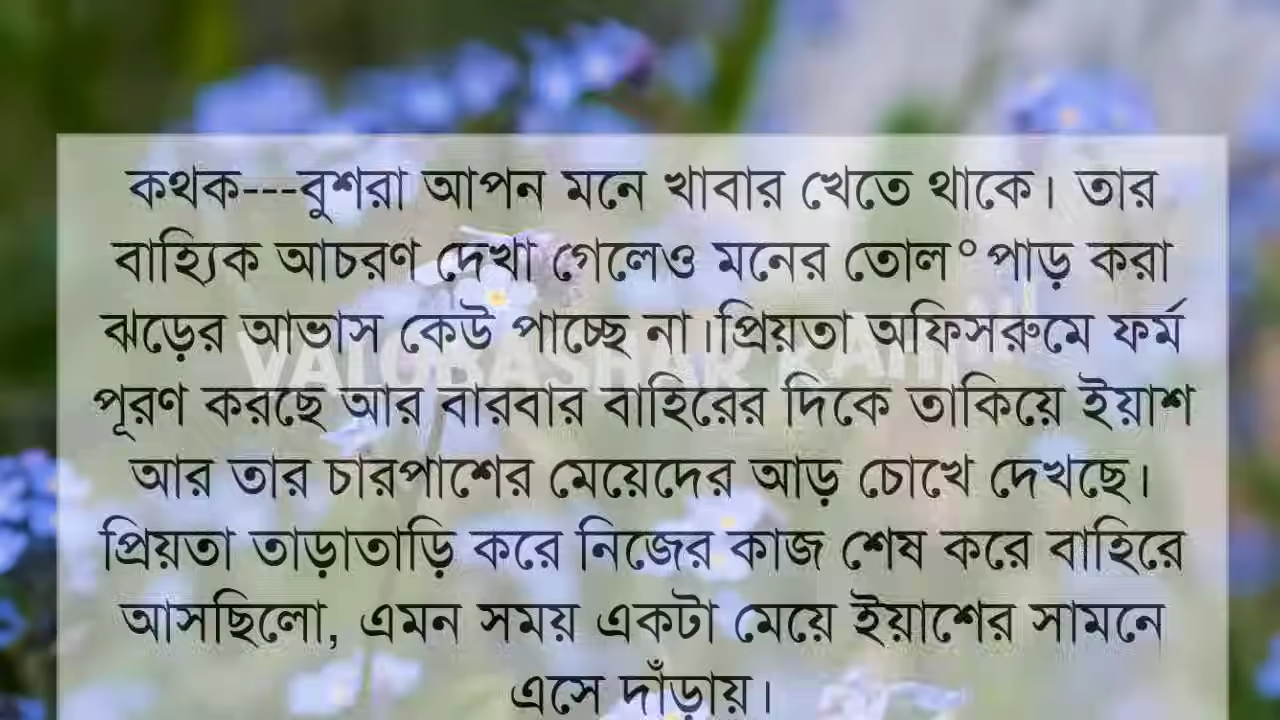 কথক---বুশরা আপন মনে খাবার খেতে থাকে। তার
বাহ্যিক আচরণ দেখা গেলেও মনের তোল°পাড় করা
ঝড়ের আভাস কেউ পাচ্ছে না।প্রিয়তা অফিসরুমে ফর্ম
পূরণ করছে আর বারবার বাহিরের দিকে তাকিয়ে ইয়াশ
আর তার চারপাশের মেয়েদের আড় চোখে দেখছে।
প্রিয়তা তাড়াতাড়ি করে নিজের কাজ শেষ করে বাহিরে
আসছিলো, এমন সময় একটা মেয়ে ইয়াশের সামনে
এসে দাঁড়ায়।